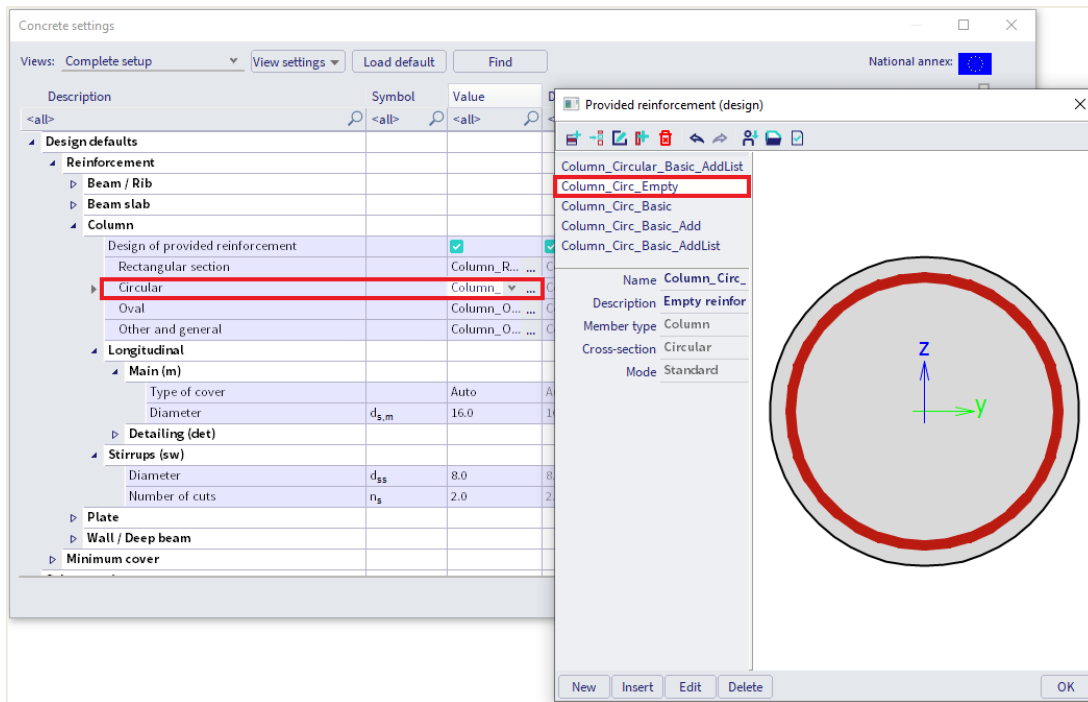 Concrete settings
Views: Complete setup View settings Load default Find National annex:
Description Symbol Value D
<all> <all> <all> <
Design defaults
Reinforcement
Beam / Rib
Beam slab
Column
Design of provided reinforcement
Rectangular section Column_R... ...
Circular Column_ ...
Oval Column_O... ...
Other and general Column_O... ...
Longitudinal
Main (m)
Type of cover Auto
Diameter ds,m 16.0
Detailing (det)
Stirrups (sw)
Diameter dss 8.0 8.
Number of cuts ns 2.0 2.
Plate
Wall / Deep beam
Minimum cover
Provided reinforcement (design)
Column_Circular_Basic_AddList
Column_Circ_Empty
Column_Circ_Basic
Column_Circ_Basic_Add
Column_Circ_Basic_AddList
Name Column_Circ_
Description Empty reinfor
Member type Column
Cross-section Circular
Mode Standard
z
y
New Insert Edit Delete OK